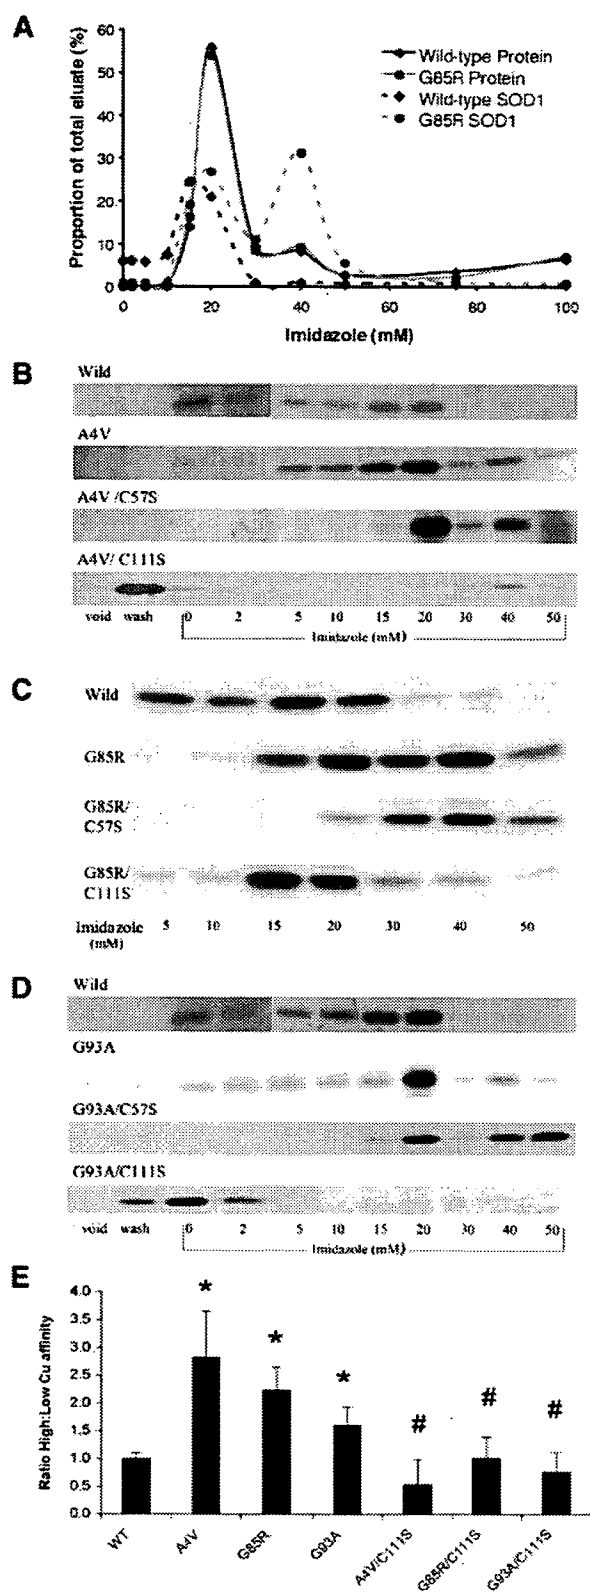 A
Proportion of total eluate (%)
60
50
40
30
20
10
0
Wild-type Protein
G85R Protein
Wild-type SOD1
G85R SOD1
0 20 40 60 80 100
Imidazole (mM)
B
Wild
A4V
A4V /C57S
A4V/ C111S
void wash 0 2 5 10 15 20 30 40 50
Imidazole (mM)
C
Wild
G85R
G85R/
C57S
G85R/
C111S
Imidazole 5 10 15 20 30 40 50
(mM)
D
Wild
G93A
G93A/C57S
G93A/C111S
void wash 0 2 5 10 15 20 30 40 50
Imidazole (mM)
E
Ratio High:Low Cu affinity
4.0
3.5
3.0
2.5
2.0
1.5
1.0
0.5
0.0
* * * # # #
WT A4V G85R G93A A4V/C111S G85R/C111S G93A/C111S